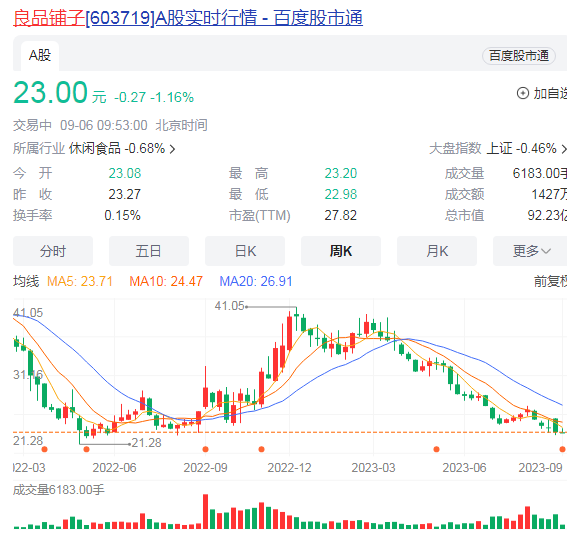 良品铺子[603719]A股实时行情 - 百度股市通
A股 百度股市通
23.00 元 -0.27 -1.16% 加自选
交易中 09-06 09:53:00 北京时间
所属行业 休闲食品 -0.68% 大盘指数 上证 -0.46%
今 开 23.08 最 高 23.20 成交量 6183.00手
昨 收 23.27 最 低 22.98 成交额 1427万
换手率 0.15% 市盈(TTM) 27.82 总市值 92.23亿
分时 五日 日K 周K 月K 更多
均线 MA5: 23.71 MA10: 24.47 MA20: 26.91 前复权
41.05 41.05
31.16
21.28 21.28
2022-03 2022-06 2022-09 2022-12 2023-03 2023-06 2023-09
成交量6183.00手